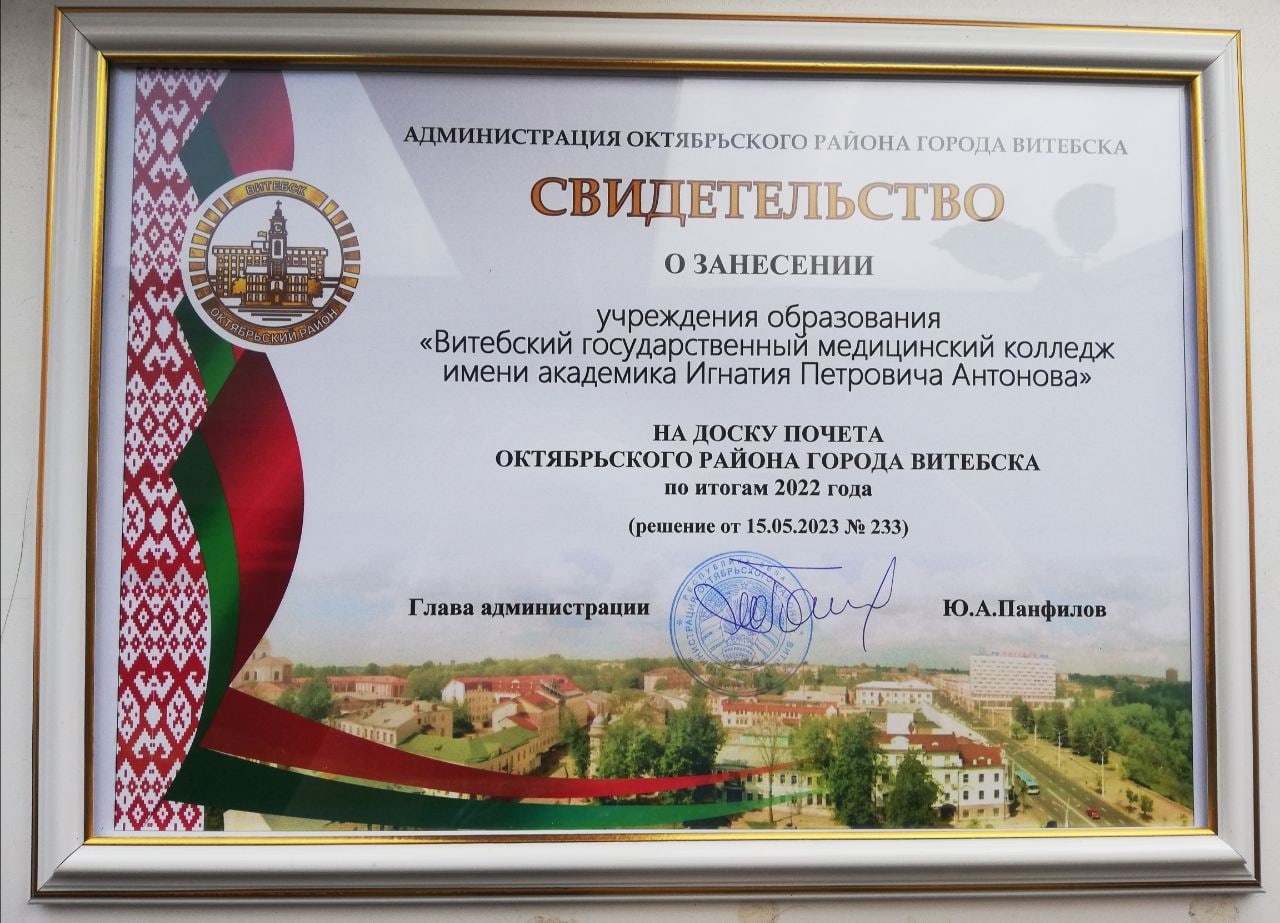 АДМИНИСТРАЦИЯ ОКТЯБРЬСКОГО РАЙОНА ГОРОДА ВИТЕБСКА
СВИДЕТЕЛЬСТВО
ВИТЕБСК
ОКТЯБРЬСКИЙ РАЙОН
О ЗАНЕСЕНИИ
учреждения образования
«Витебский государственный медицинский колледж
имени академика Игнатия Петровича Антонова»
НА ДОСКУ ПОЧЕТА
ОКТЯБРЬСКОГО РАЙОНА ГОРОДА ВИТЕБСКА
по итогам 2022 года
(решение от 15.05.2023 № 233)
Глава администрации
Ю.А.Панфилов